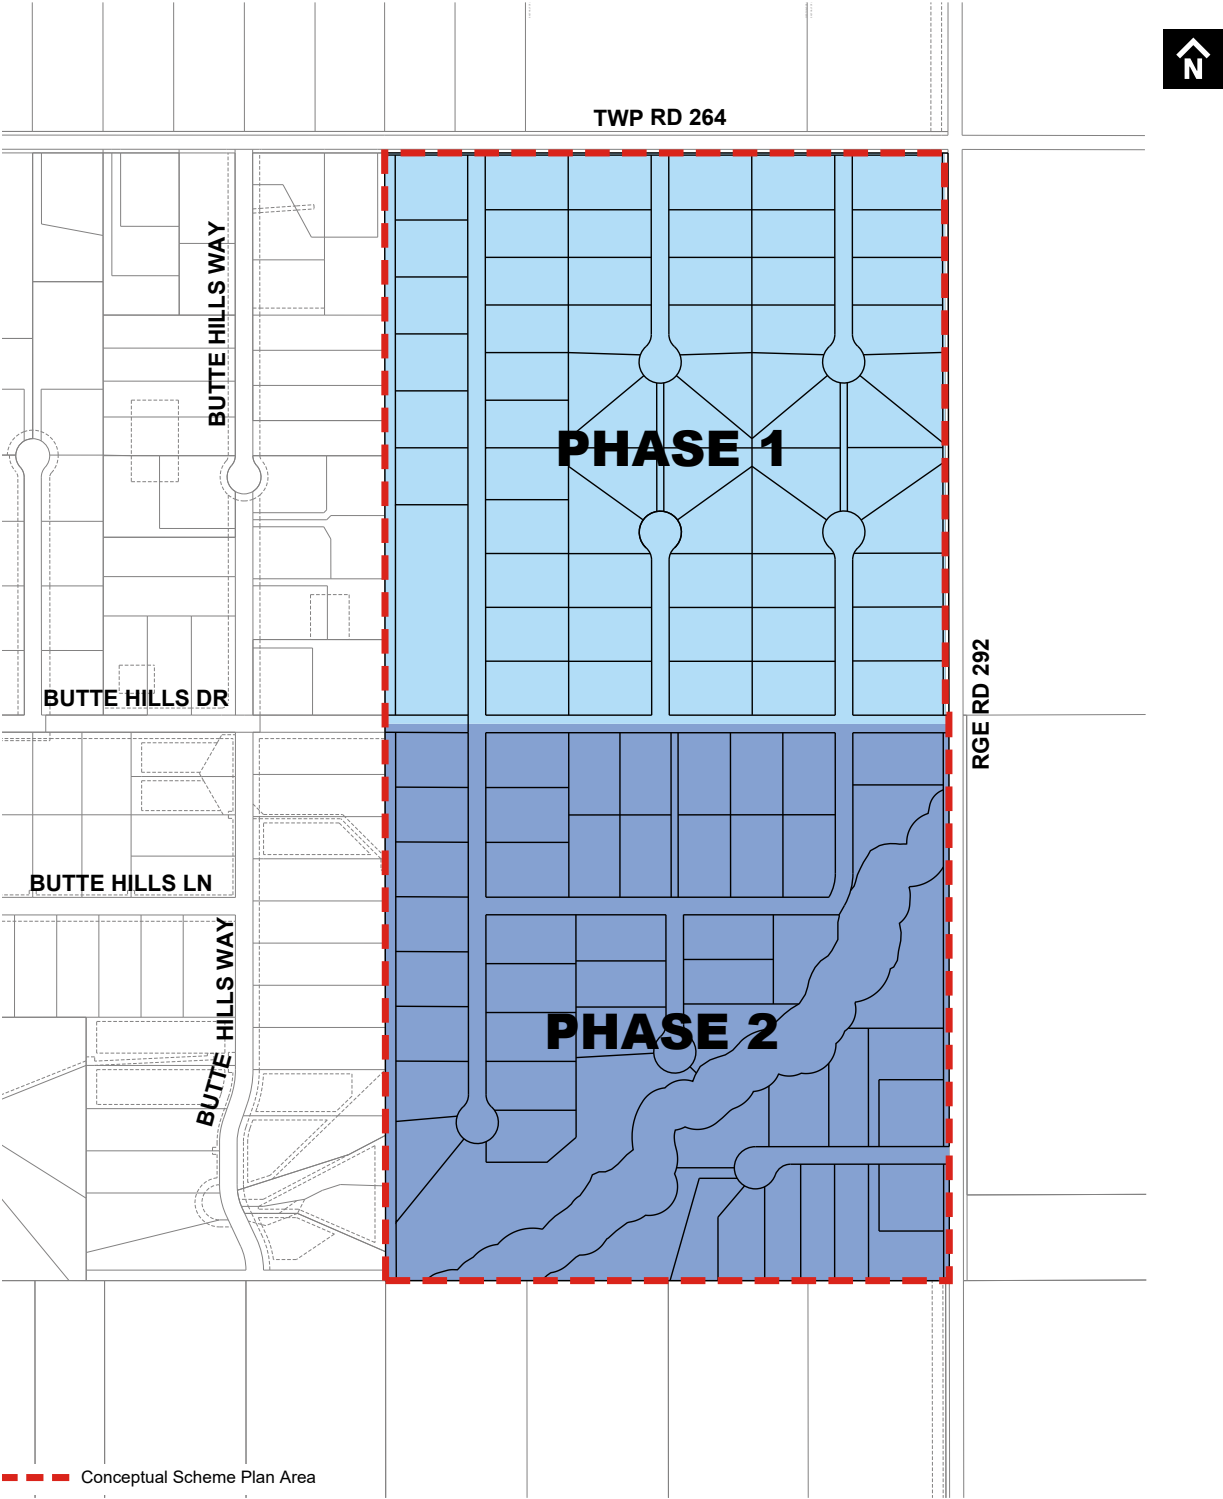 N
TWP RD 264
BUTTE HILLS WAY
PHASE 1
RGE RD 292
BUTTE HILLS DR
BUTTE HILLS LN
BUTTE HILLS WAY
PHASE 2
Conceptual Scheme Plan Area